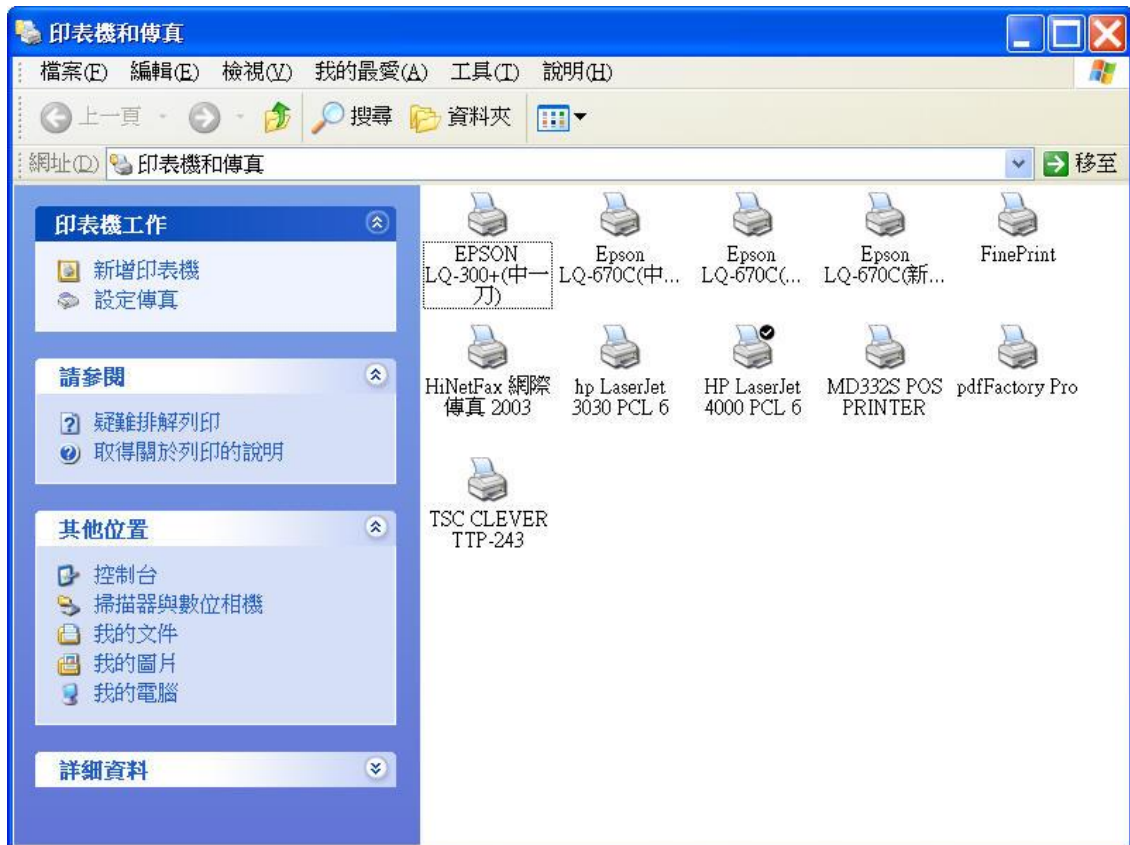 印表機和傳真
檔案(F) 編輯(E) 檢視(V) 我的最愛(A) 工具(T) 說明(H)
上一頁 搜尋 資料夾
網址(D) 印表機和傳真 移至
印表機工作
新增印表機
設定傳真
請參閱
疑難排解列印
取得關於列印的說明
其他位置
控制台
掃描器與數位相機
我的文件
我的圖片
我的電腦
詳細資料
EPSON
LQ-300+(中一
刀)
Epson
LQ-670C(中...
Epson
LQ-670C(...
Epson
LQ-670C(新...
FinePrint
HiNetFax 網際
傳真 2003
hp LaserJet
3030 PCL 6
HP LaserJet
4000 PCL 6
MD332S POS
PRINTER
pdfFactory Pro
TSC CLEVER
TTP-243